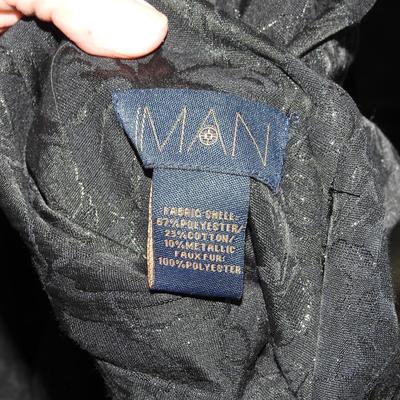 IMAN
FABRIC SHELL:
67% POLYESTER/
23% COTTON/
10% METALLIC
FAUX FUR:
100% POLYESTER